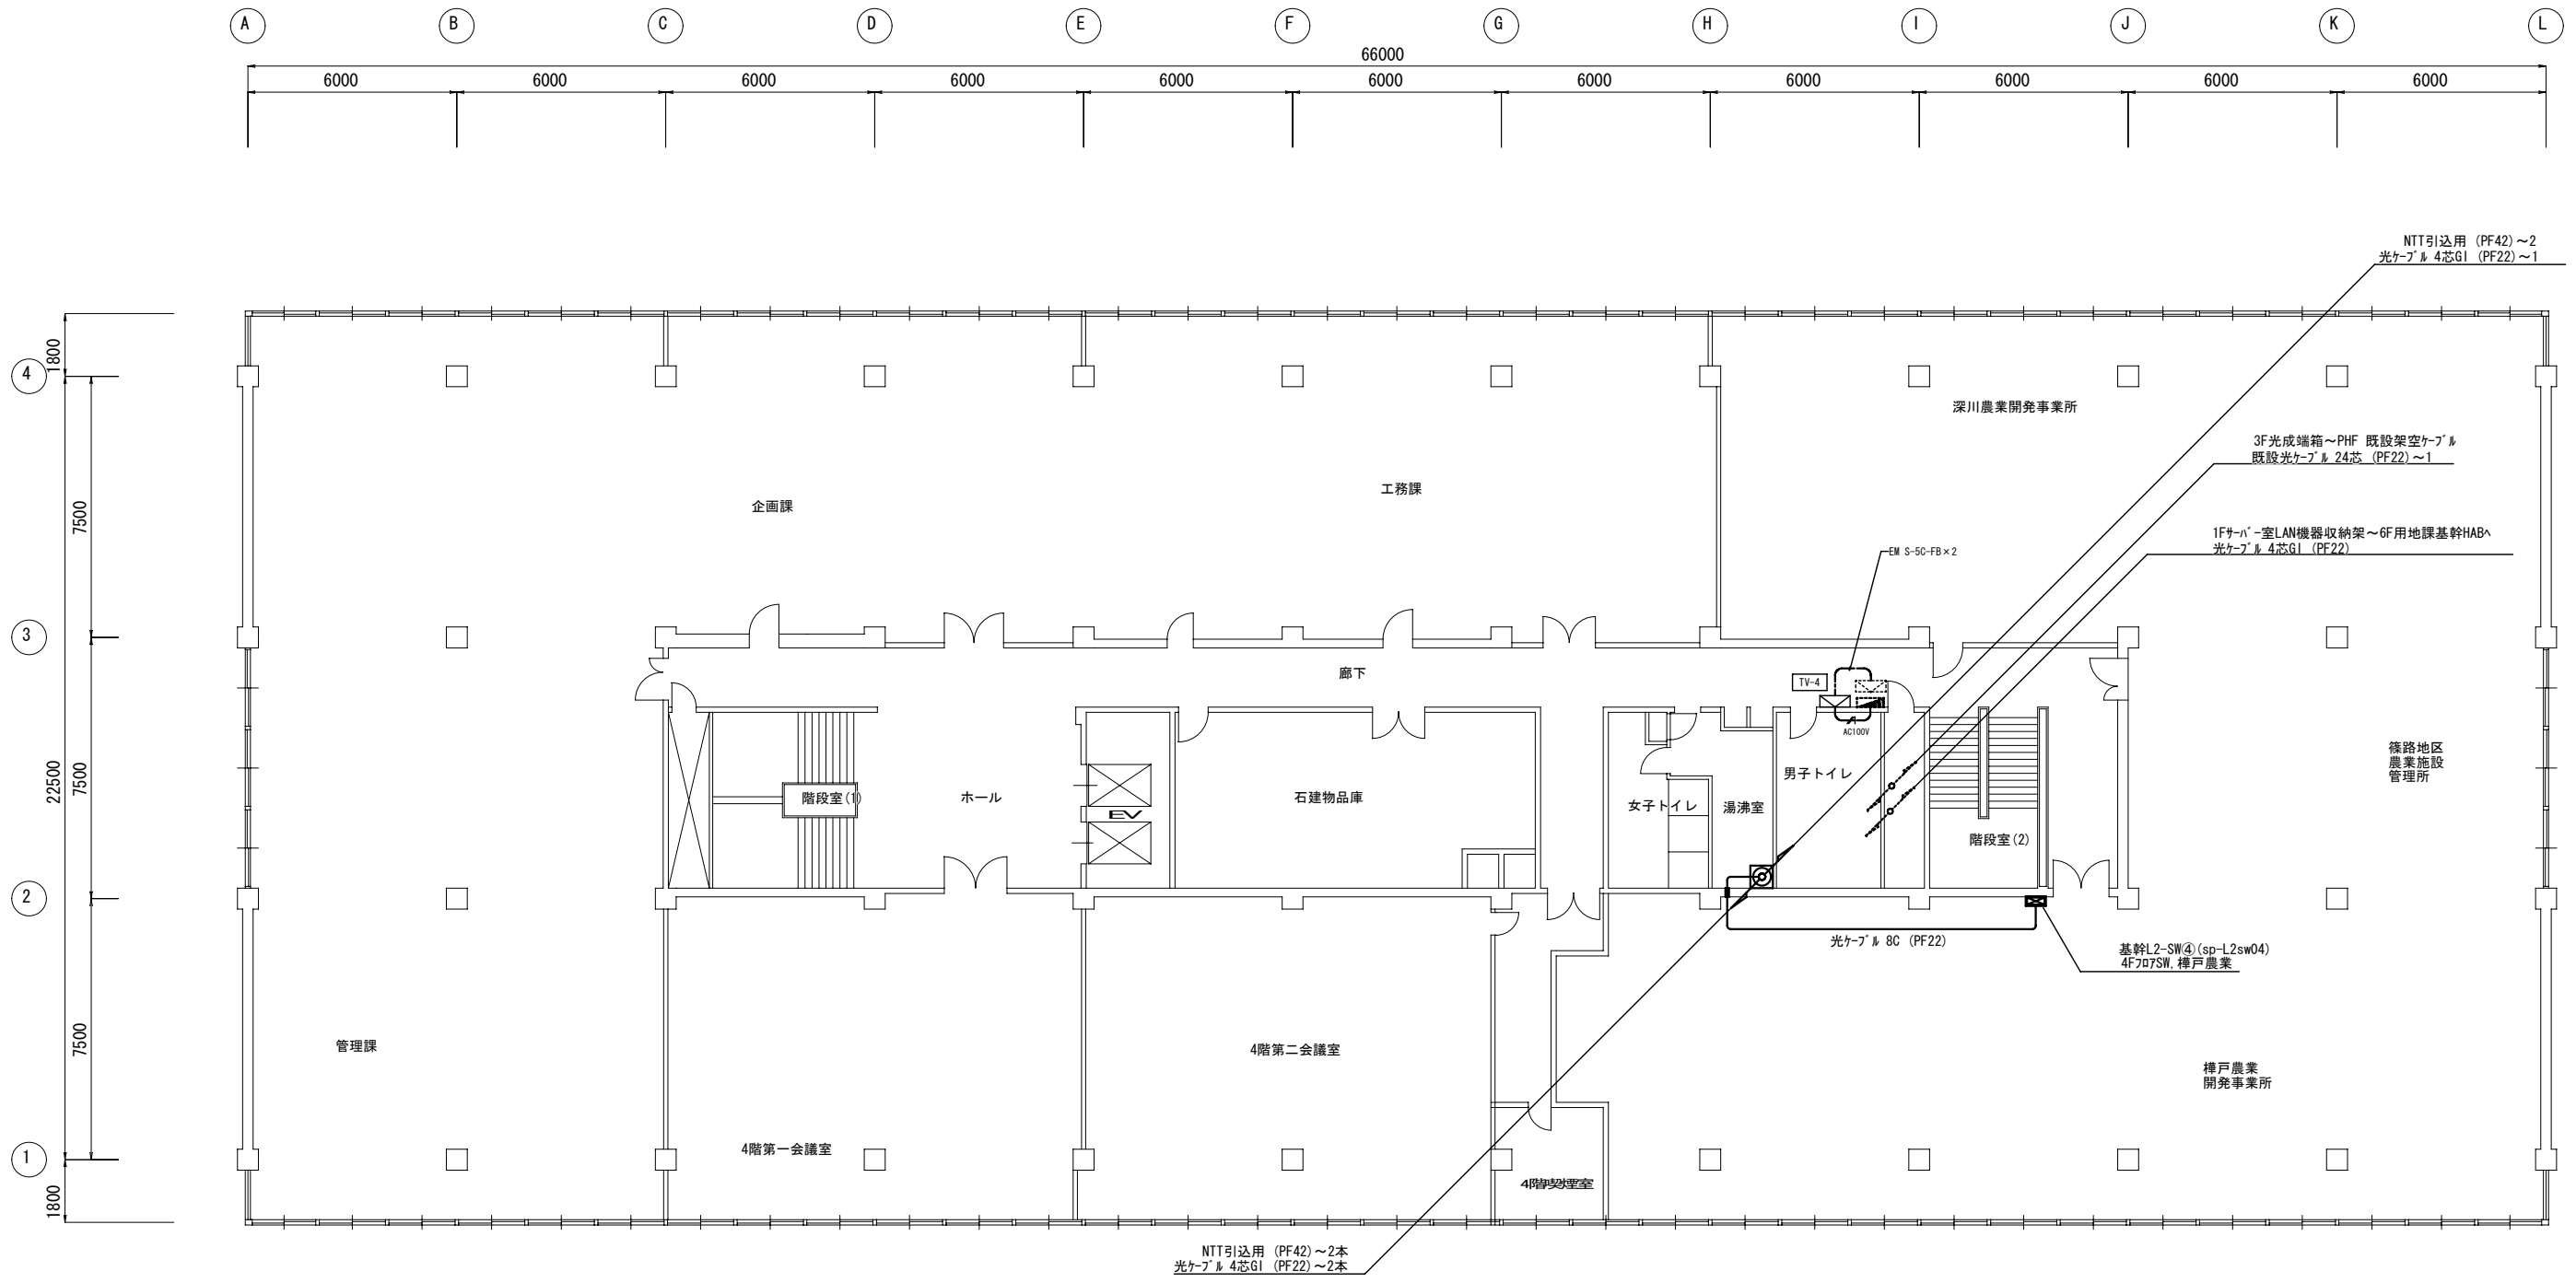 A B C D E F G H I J K L
66000
6000 6000 6000 6000 6000 6000 6000 6000 6000 6000 6000
NTT引込用 (PF42)～2
光ケーブル 4芯GI (PF22)～1
1800
4
深川農業開発事業所
3F光成端箱～PHF 既設架空ケーブル
既設光ケーブル 24芯 (PF22)～1
工務課
企画課
7500
1Fサーバー室LAN機器収納架～6F用地課基幹HABへ
光ケーブル 4芯GI (PF22)
EM S-5C-FB×2
3
廊下
TV-4
AC100V
篠路地区
農業施設
管理所
22500
7500
男子トイレ
階段室(1)
ホール
石建物品庫
女子トイレ
湯沸室
EV
階段室(2)
2
光ケーブル 8C (PF22)
基幹L2-SW④(sp-L2sw04)
4FフロアSW,樺戸農業
7500
管理課
4階第二会議室
樺戸農業
開発事業所
4階第一会議室
1
4階喫煙室
1800
NTT引込用 (PF42)～2本
光ケーブル 4芯GI (PF22)～2本